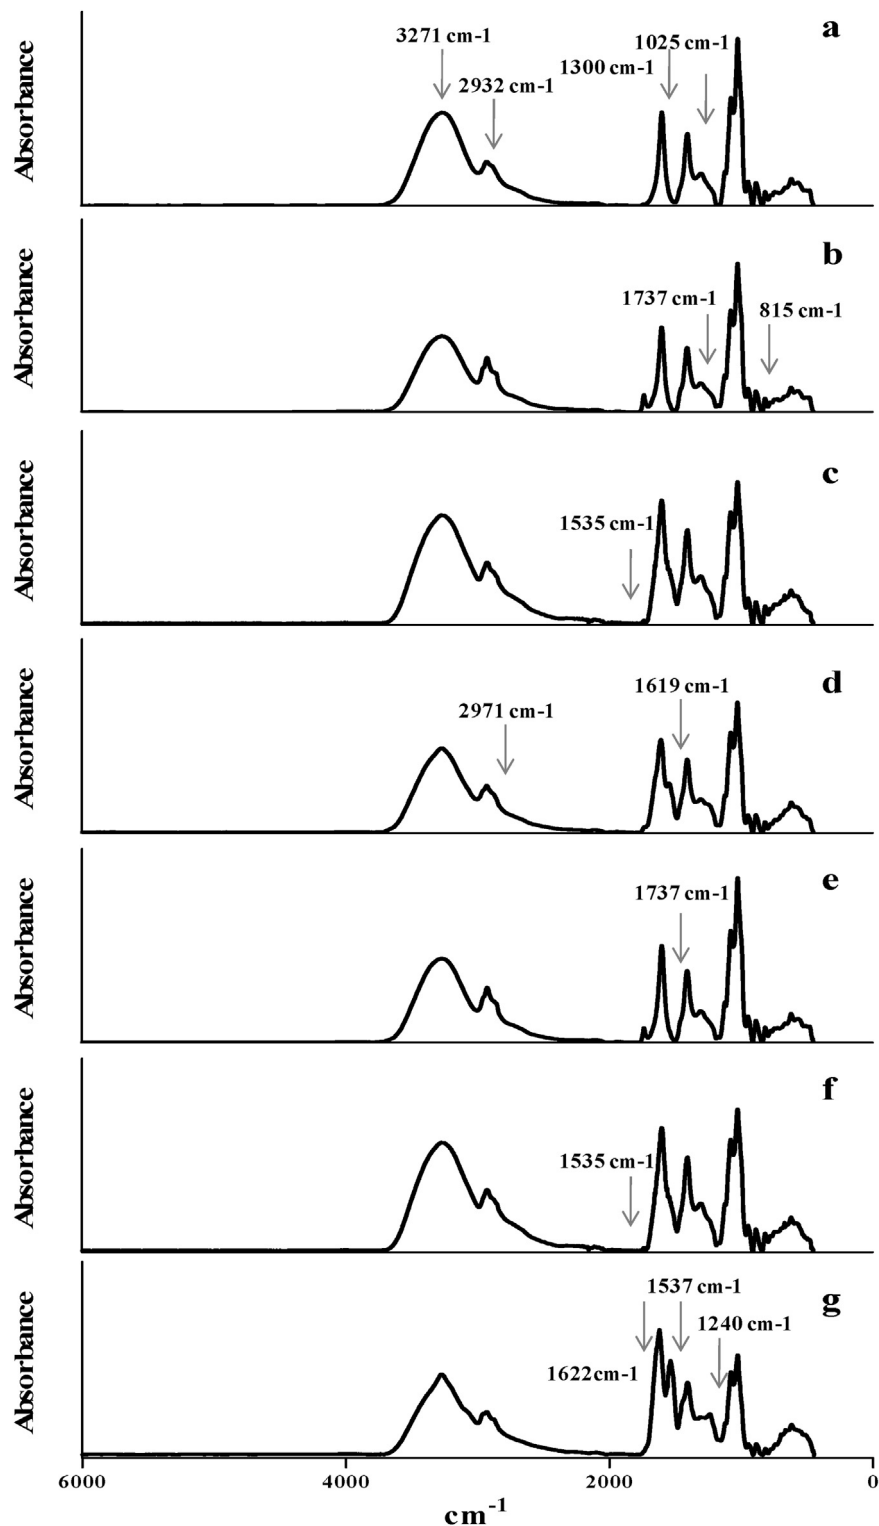 a
3271 cm-1
1025 cm-1
1300 cm-1
2932 cm-1
Absorbance
b
1737 cm-1
815 cm-1
Absorbance
c
1535 cm-1
Absorbance
d
1619 cm-1
2971 cm-1
Absorbance
e
1737 cm-1
Absorbance
f
1535 cm-1
Absorbance
g
1537 cm-1
1240 cm-1
1622cm-1
Absorbance
6000 4000 2000 0
cm-1